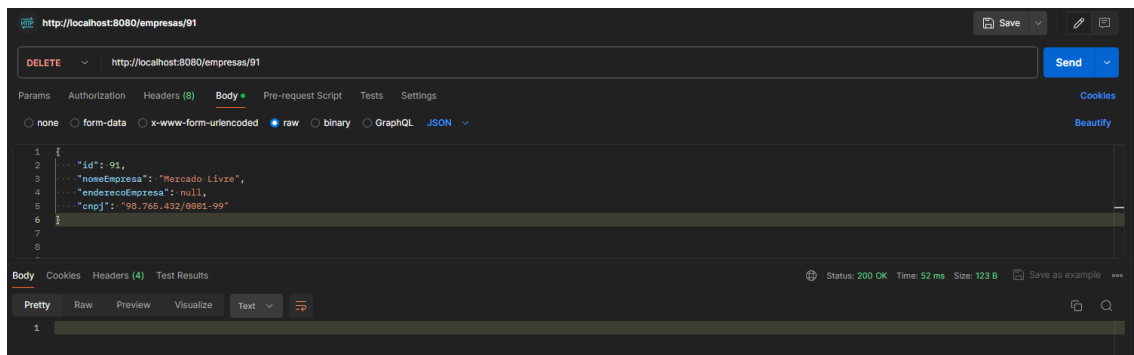 HTTP http://localhost:8080/empresas/91 Save
DELETE http://localhost:8080/empresas/91 Send
Params Authorization Headers (8) Body Pre-request Script Tests Settings Cookies
none form-data x-www-form-urlencoded raw binary GraphQL JSON Beautify
1 {
2 "id": 91,
3 "nomeEmpresa": "Mercado Livre",
4 "enderecoEmpresa": null,
5 "cnpj": "98.765.432/0001-99"
6 }
7
8
Body Cookies Headers (4) Test Results Status: 200 OK Time: 52 ms Size: 123 B Save as example
Pretty Raw Preview Visualize Text
1